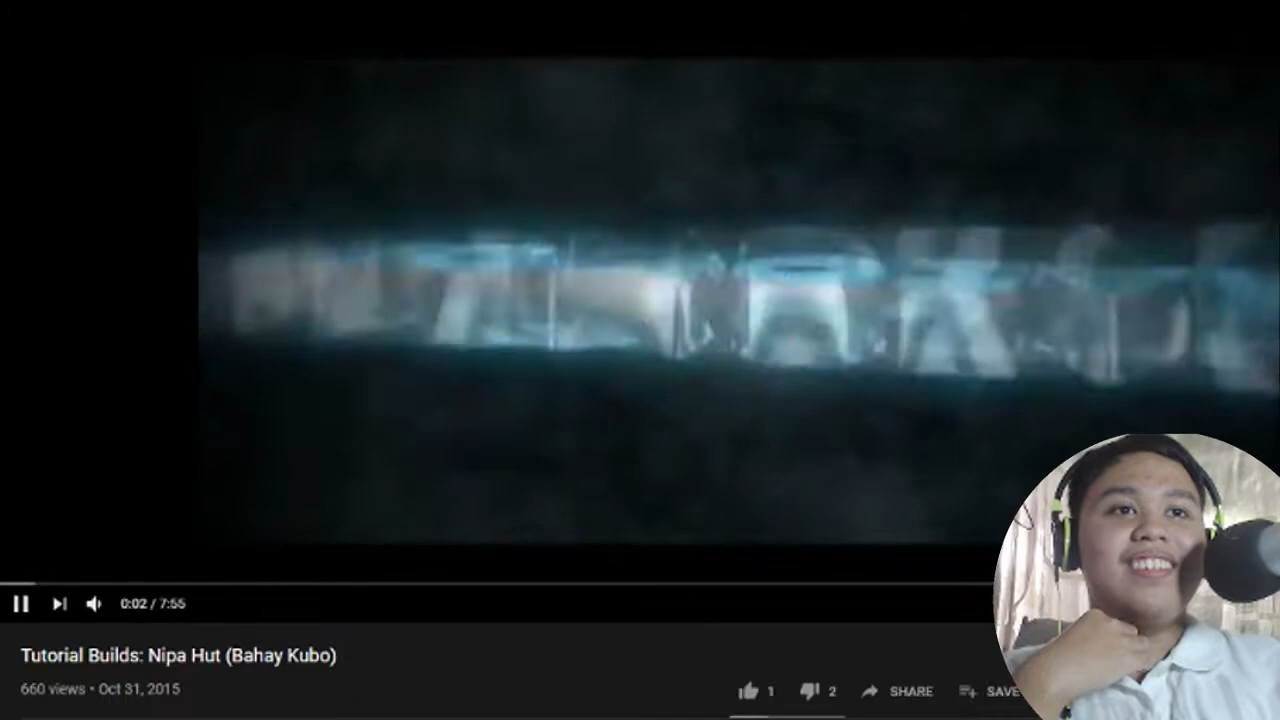 0:02 / 7:55
Tutorial Builds: Nipa Hut (Bahay Kubo)
660 views • Oct 31, 2015
1 2 SHARE SAVE